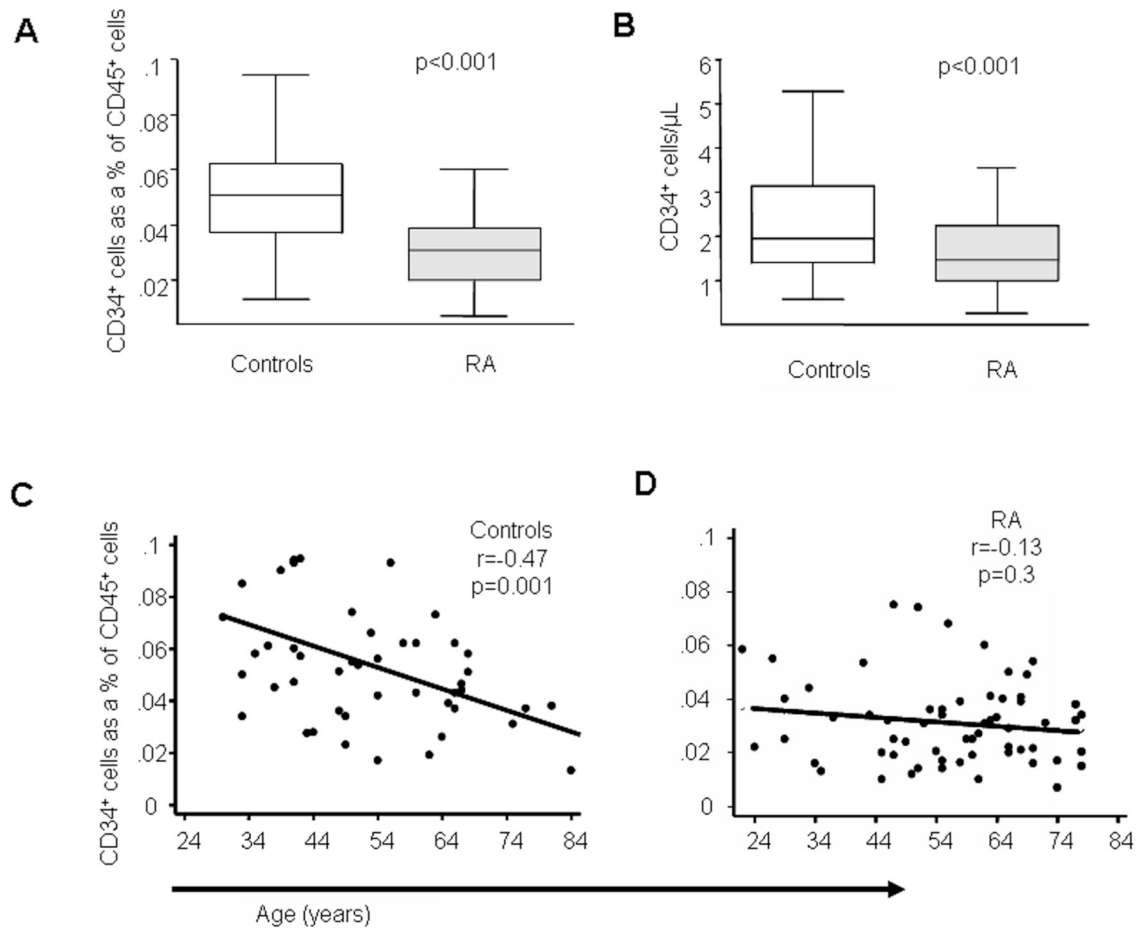 A
CD34+ cells as a % of CD45+ cells
.1
.08
.06
.04
.02
p<0.001
Controls
RA
B
CD34+ cells/µL
6
5
4
3
2
1
p<0.001
Controls
RA
C
CD34+ cells as a % of CD45+ cells
.1
.08
.06
.04
.02
0
Controls
r=-0.47
p=0.001
24 34 44 54 64 74 84
D
.1
.08
.06
.04
.02
0
RA
r=-0.13
p=0.3
24 34 44 54 64 74 84
Age (years)